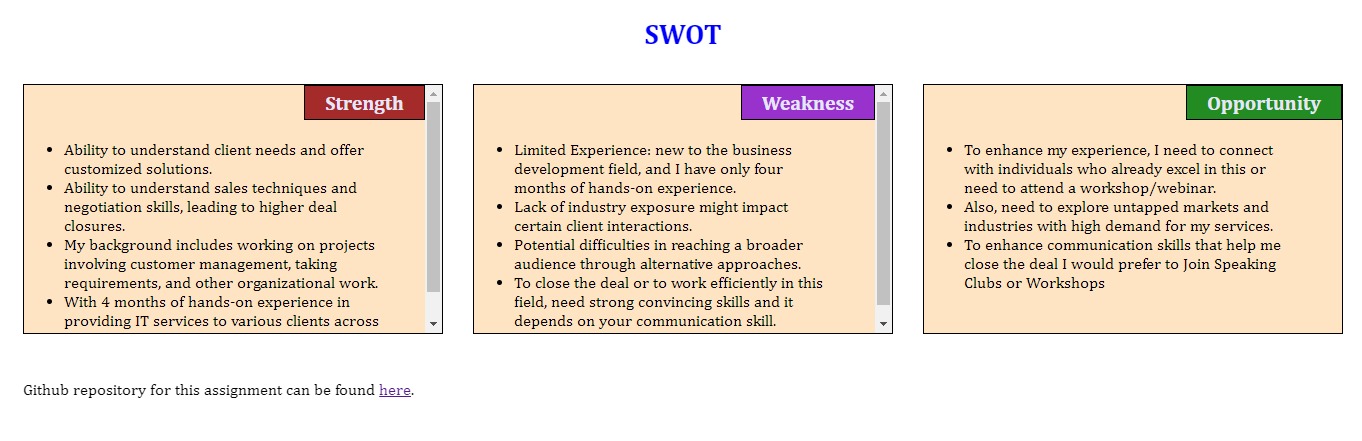 SWOT
Strength
• Ability to understand client needs and offer
customized solutions.
• Ability to understand sales techniques and
negotiation skills, leading to higher deal
closures.
• My background includes working on projects
involving customer management, taking
requirements, and other organizational work.
• With 4 months of hands-on experience in
providing IT services to various clients across
Weakness
• Limited Experience: new to the business
development field, and I have only four
months of hands-on experience.
• Lack of industry exposure might impact
certain client interactions.
• Potential difficulties in reaching a broader
audience through alternative approaches.
• To close the deal or to work efficiently in this
field, need strong convincing skills and it
depends on your communication skill.
Opportunity
• To enhance my experience, I need to connect
with individuals who already excel in this or
need to attend a workshop/webinar.
• Also, need to explore untapped markets and
industries with high demand for my services.
• To enhance communication skills that help me
close the deal I would prefer to Join Speaking
Clubs or Workshops
Github repository for this assignment can be found here.